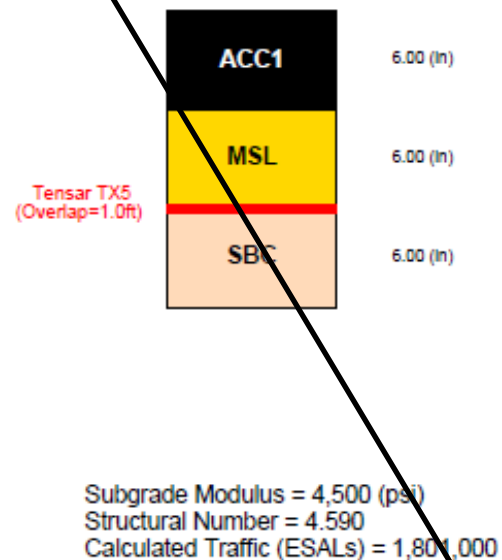 ACC1
6.00 (in)
MSL
6.00 (in)
Tensar TX5
(Overlap=1.0ft)
SBC
6.00 (in)
Subgrade Modulus = 4,500 (psi)
Structural Number = 4.590
Calculated Traffic (ESALs) = 1,801,000